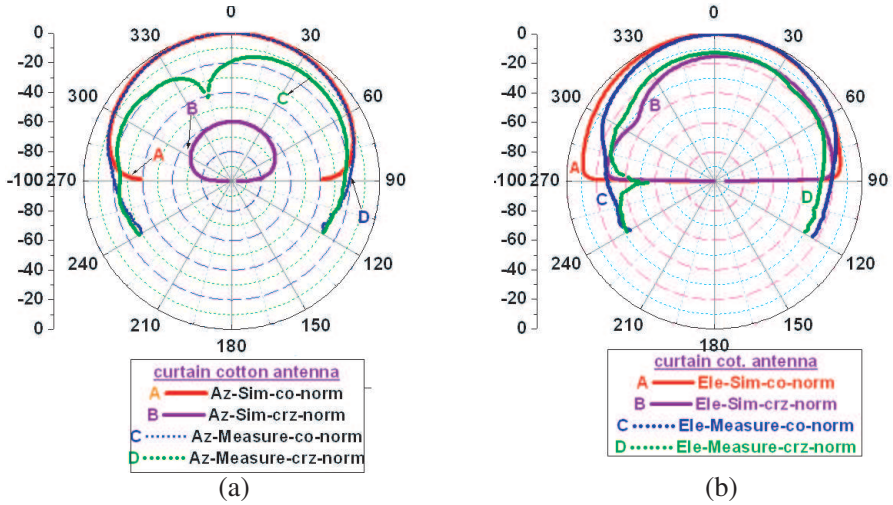 0
0
-20
-40
-60
-80
-100
-80
-60
-40
-20
0
330
30
300
60
270
90
240
120
210
150
180
A
B
C
D
curtain cotton antenna
A Az-Sim-co-norm
B Az-Sim-crz-norm
C Az-Measure-co-norm
D Az-Measure-crz-norm
(a)
0
0
-20
-40
-60
-80
-100
-80
-60
-40
-20
0
330
30
300
60
270
90
240
120
210
150
180
A
B
C
D
curtain cot. antenna
A Ele-Sim-co-norm
B Ele-Sim-crz-norm
C Ele-Measure-co-norm
D Ele-Measure-crz-norm
(b)